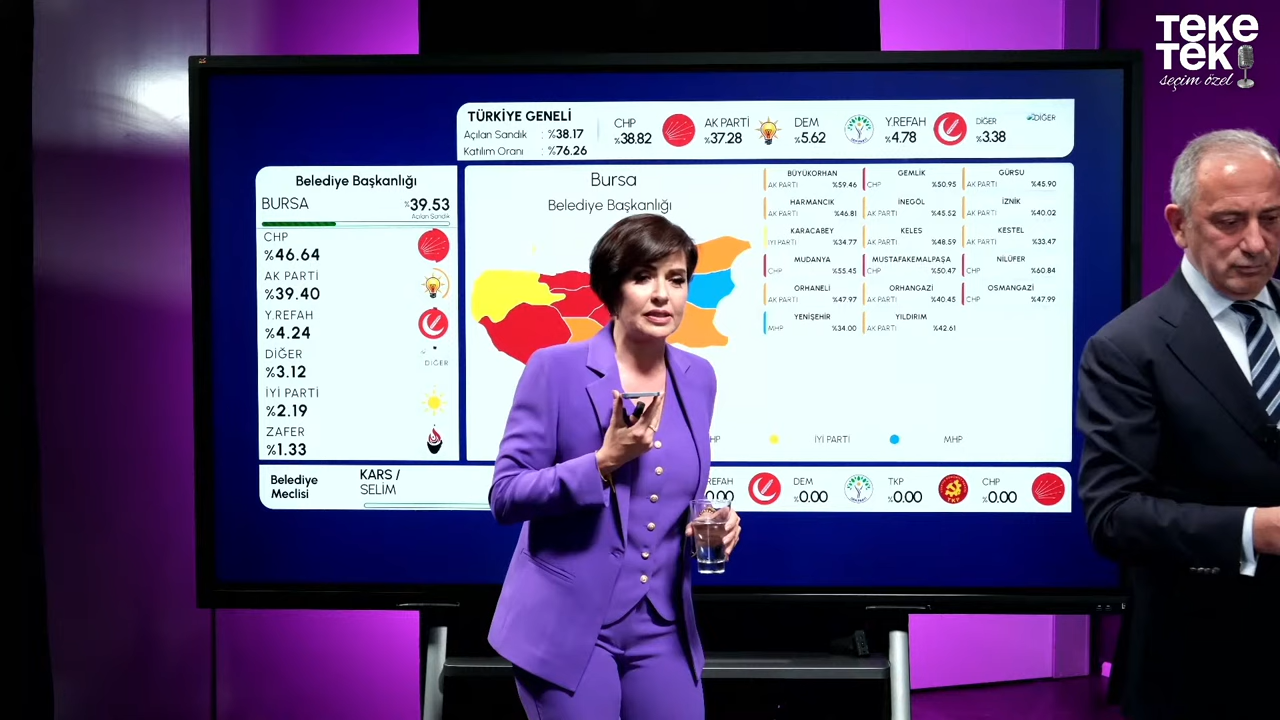 TEKE
TEK
seçim özel
TÜRKİYE GENELİ
Açılan Sandık : %38.17
Katılım Oranı : %76.26
CHP
%38.82
AK PARTİ
%37.28
DEM
%5.62
Y.REFAH
%4.78
DİĞER
%3.38
DİĞER
Belediye Başkanlığı
BURSA %39.53
Açılan Sandık
CHP
%46.64
AK PARTİ
%39.40
Y.REFAH
%4.24
DİĞER
%3.12
DİĞER
İYİ PARTİ
%2.19
ZAFER
%1.33
Bursa
Belediye Başkanlığı
BÜYÜKORHAN
AK PARTİ %59.46
GEMLİK
CHP %50.95
GÜRSU
AK PARTİ %45.90
HARMANCIK
AK PARTİ %46.81
İNEGÖL
AK PARTİ %45.52
İZNİK
AK PARTİ %40.02
KARACABEY
İYİ PARTİ %34.77
KELES
AK PARTİ %48.59
KESTEL
AK PARTİ %33.47
MUDANYA
CHP %55.45
MUSTAFAKEMALPAŞA
CHP %50.47
NİLÜFER
CHP %60.84
ORHANELİ
AK PARTİ %47.97
ORHANGAZİ
AK PARTİ %40.45
OSMANGAZİ
CHP %47.99
YENİŞEHİR
MHP %34.00
YILDIRIM
AK PARTİ %42.61
HP
İYİ PARTİ
MHP
Belediye
Meclisi
KARS /
SELİM
REFAH
0.00
DEM
%0.00
TKP
%0.00
TKP
CHP
%0.00